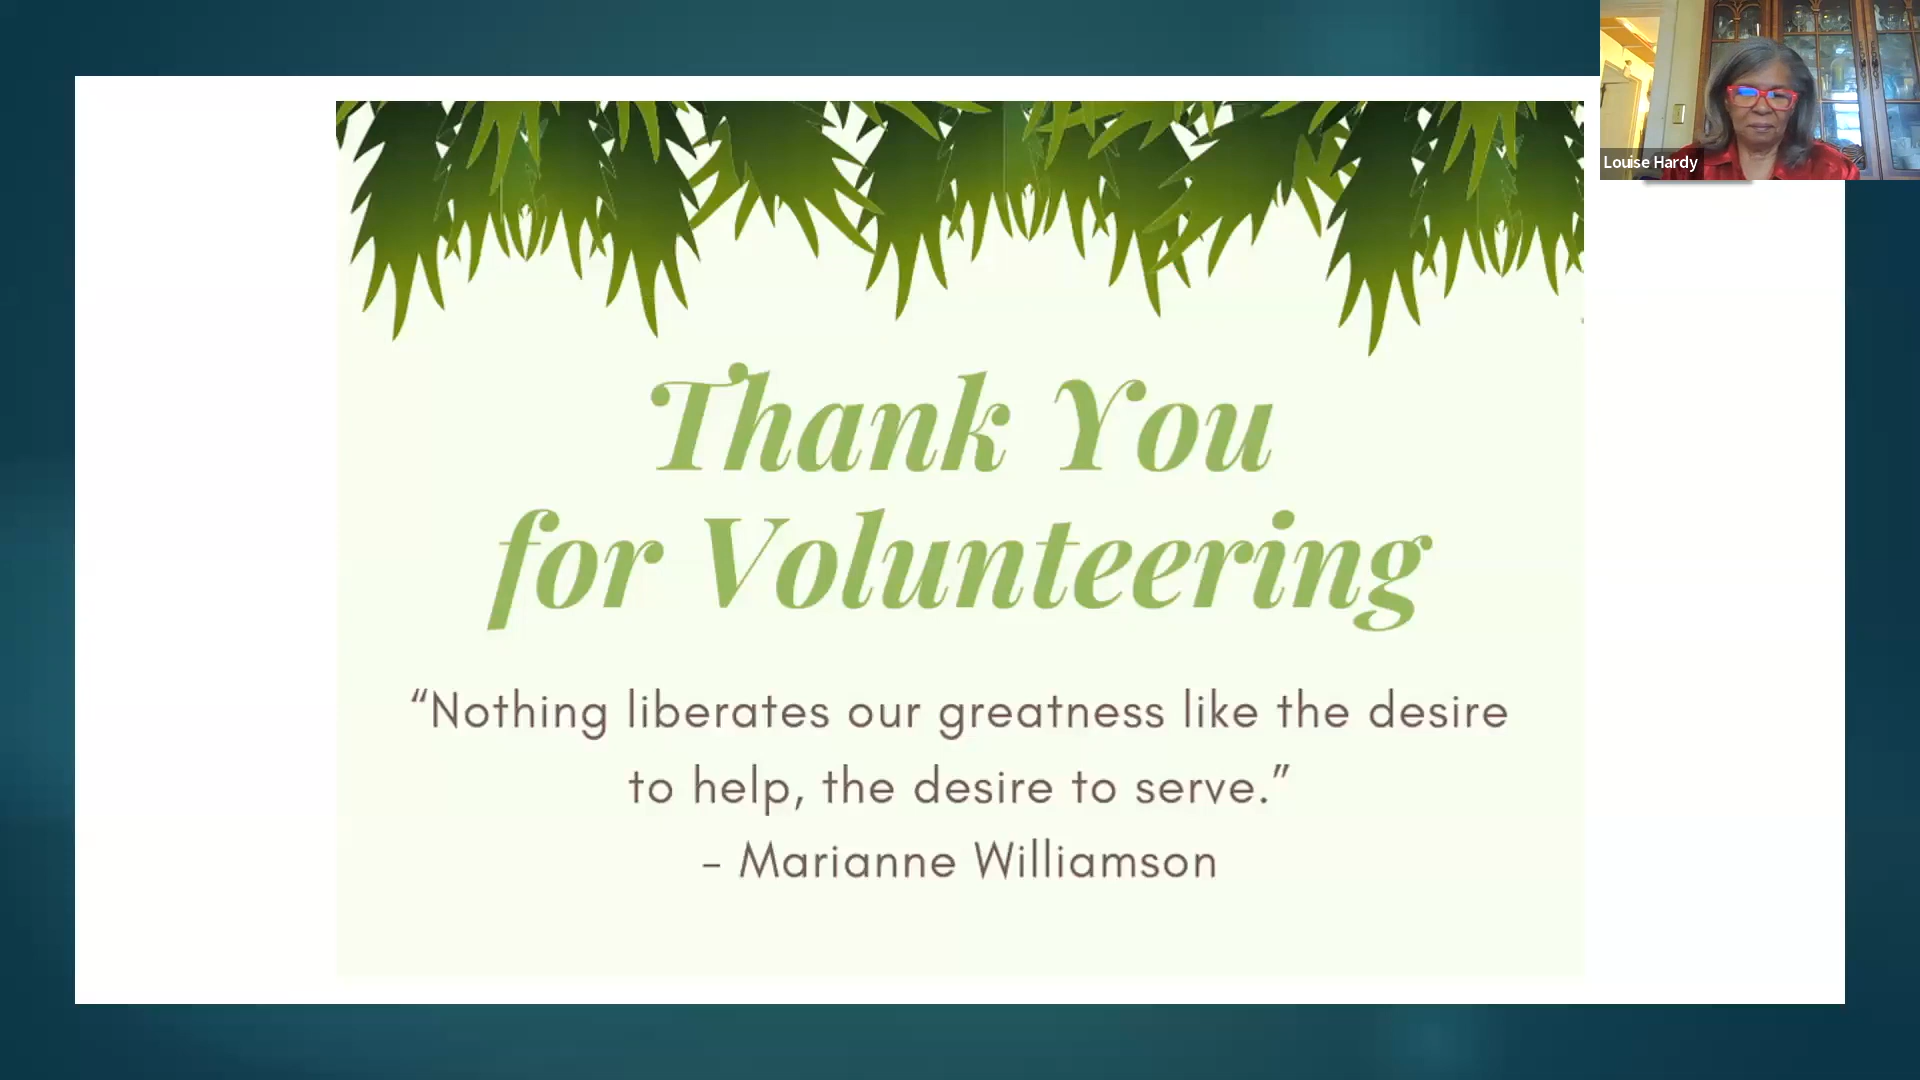 Louise Hardy
Thank You
for Volunteering
“Nothing liberates our greatness like the desire
to help, the desire to serve.”
– Marianne Williamson